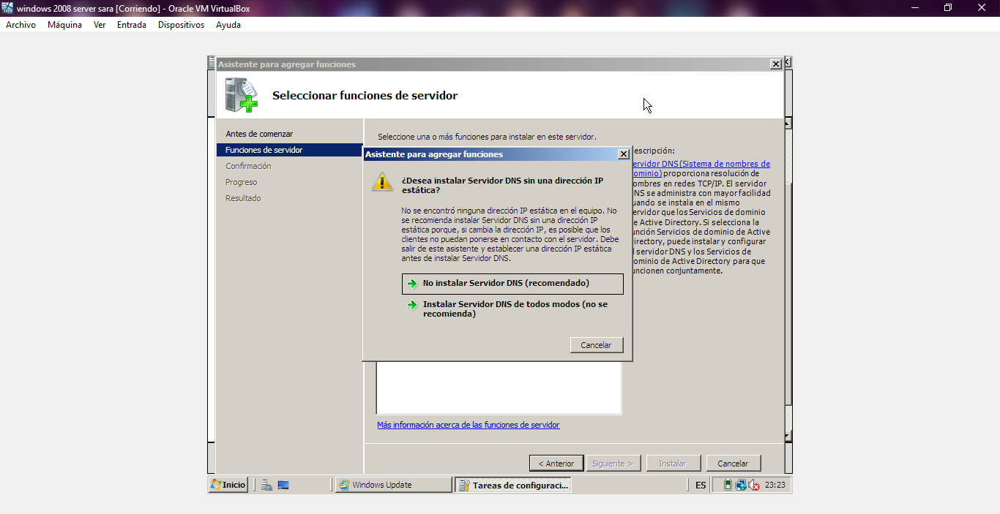 windows 2008 server sara [Corriendo] - Oracle VM VirtualBox
Archivo Máquina Ver Entrada Dispositivos Ayuda
Asistente para agregar funciones
Seleccionar funciones de servidor
Antes de comenzar
Funciones de servidor
Confirmación
Progreso
Resultado
Seleccione una o más funciones para instalar en este servidor.
Asistente para agregar funciones
¿Desea instalar Servidor DNS sin una dirección IP
estática?
No se encontró ninguna dirección IP estática en el equipo. No
se recomienda instalar Servidor DNS sin una dirección IP
estática porque, si cambia la dirección IP, es posible que los
clientes no puedan ponerse en contacto con el servidor. Debe
salir de este asistente y establecer una dirección IP estática
antes de instalar Servidor DNS.
No instalar Servidor DNS (recomendado)
Instalar Servidor DNS de todos modos (no se
recomienda)
Cancelar
escripción:
ervidor DNS (Sistema de nombres de
ominio) proporciona resolución de
ombres en redes TCP/IP. El servidor
NS se administra con mayor facilidad
uando se instala en el mismo
ervidor que los Servicios de dominio
e Active Directory. Si selecciona la
unción Servicios de dominio de Active
irectory, puede instalar y configurar
l servidor DNS y los Servicios de
ominio de Active Directory para que
uncionen conjuntamente.
Más información acerca de las funciones de servidor
< Anterior Siguiente > Instalar Cancelar
Inicio Windows Update Tareas de configuraci... ES 23:23